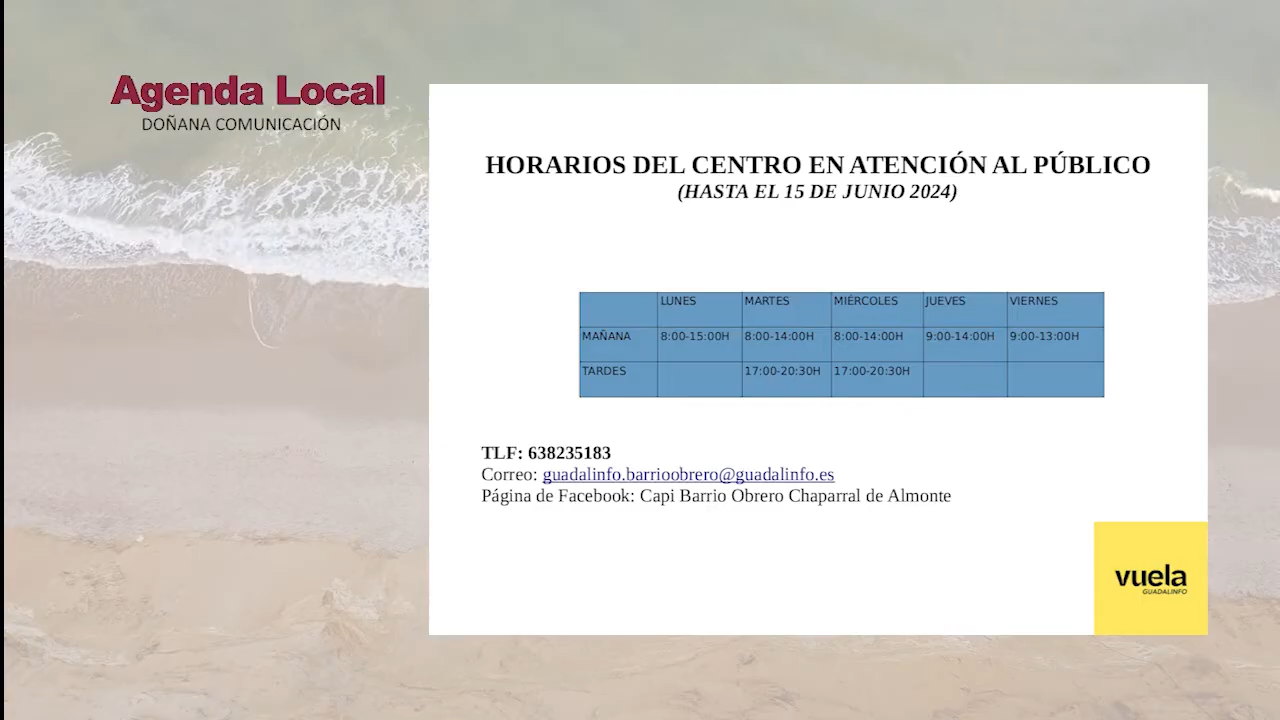 Agenda Local
DOÑANA COMUNICACIÓN
HORARIOS DEL CENTRO EN ATENCIÓN AL PÚBLICO
(HASTA EL 15 DE JUNIO 2024)
LUNES MARTES MIÉRCOLES JUEVES VIERNES
MAÑANA 8:00-15:00H 8:00-14:00H 8:00-14:00H 9:00-14:00H 9:00-13:00H
TARDES 17:00-20:30H 17:00-20:30H
TLF: 638235183
Correo: guadalinfo.barrioobrero@guadalinfo.es
Página de Facebook: Capi Barrio Obrero Chaparral de Almonte
vuela
GUADALINFO